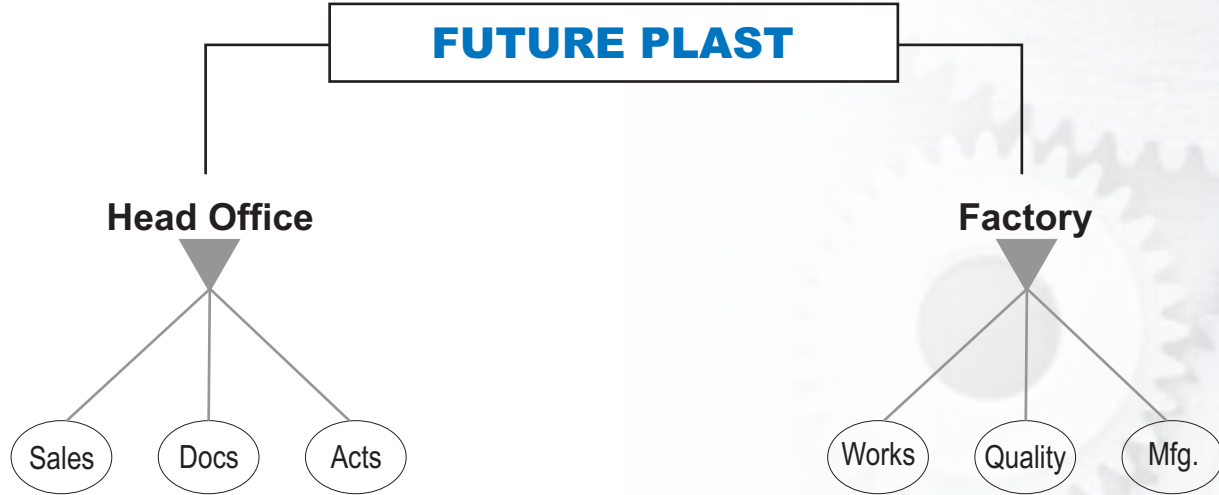 FUTURE PLAST
Head Office
Factory
Sales
Docs
Acts
Works
Quality
Mfg.